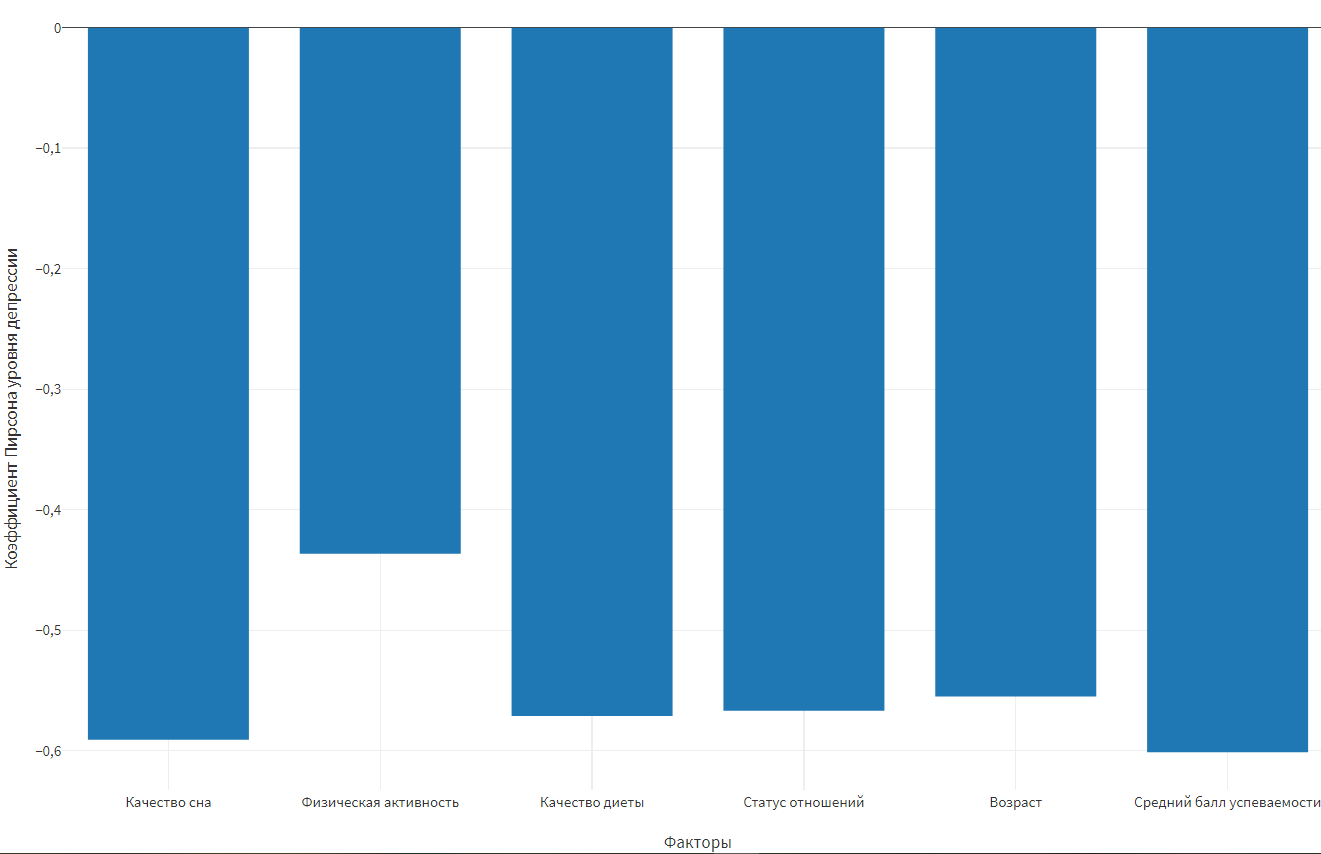 0
−0,1
−0,2
−0,3
−0,4
−0,5
−0,6
Коэффициент Пирсона уровня депрессии
Качество сна
Физическая активность
Качество диеты
Статус отношений
Возраст
Средний балл успеваемости
Факторы